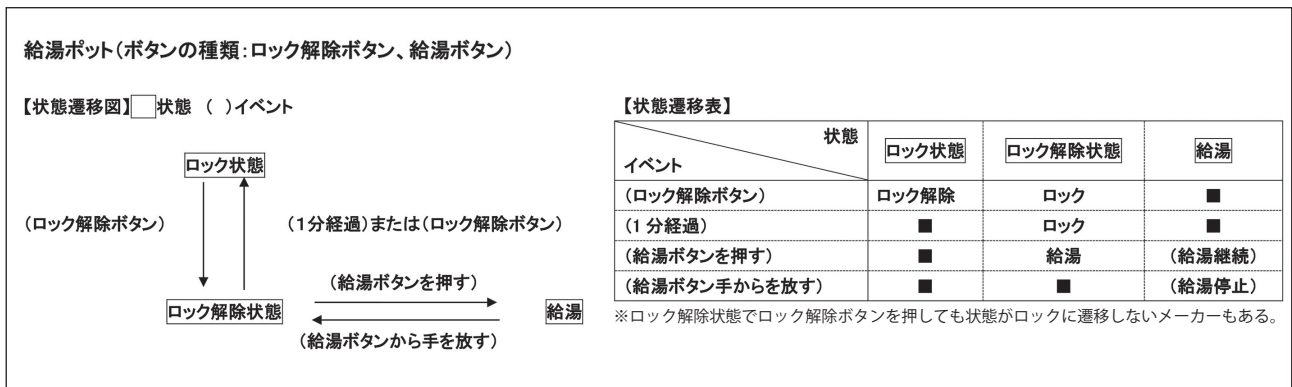 給湯ポット(ボタンの種類:ロック解除ボタン、給湯ボタン)
【状態遷移図】 状態 ( )イベント
ロック状態
(ロック解除ボタン)
(1分経過)または(ロック解除ボタン)
(給湯ボタンを押す)
ロック解除状態
給湯
(給湯ボタンから手を放す)
【状態遷移表】
状態
イベント
ロック状態 ロック解除状態 給湯
(ロック解除ボタン) ロック解除 ロック ■
(1分経過) ■ ロック ■
(給湯ボタンを押す) ■ 給湯 (給湯継続)
(給湯ボタン手からを放す) ■ ■ (給湯停止)
※ロック解除状態でロック解除ボタンを押しても状態がロックに遷移しないメーカーもある。